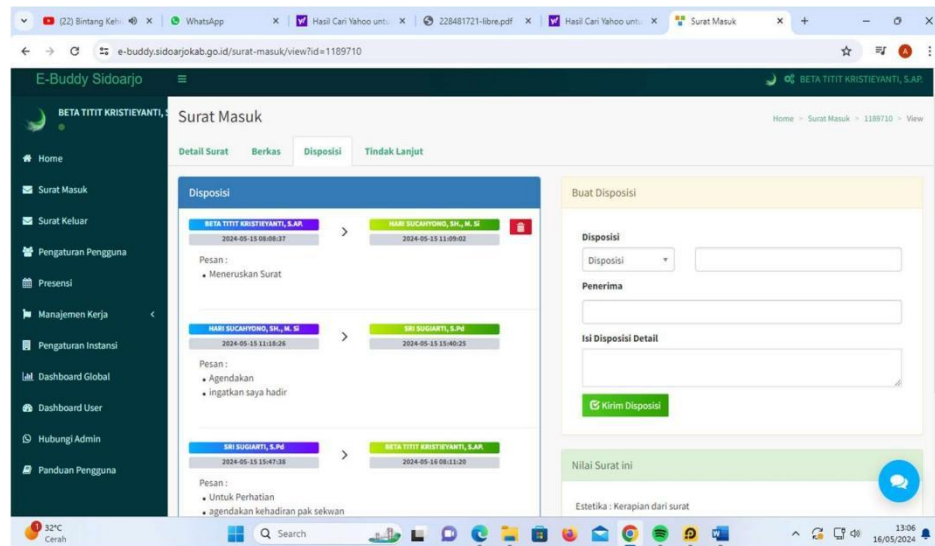 (22) Bintang Keh
WhatsApp
Hasil Cari Yahoo untu
228481721-libre.pdf
Hasil Cari Yahoo untu
Surat Masuk
e-buddy.sidoarjokab.go.id/surat-masuk/view?id=1189710
A
E-Buddy Sidoarjo
BETA TITIT KRISTIEYANTI, S.AP.
BETA TITIT KRISTIEYANTI, S
Home
Surat Masuk
Surat Keluar
Pengaturan Pengguna
Presensi
Manajemen Kerja
Pengaturan Instansi
Dashboard Global
Dashboard User
Hubungi Admin
Panduan Pengguna
Surat Masuk
Home > Surat Masuk > 1189710 > View
Detail Surat Berkas Disposisi Tindak Lanjut
Disposisi
BETA TITIT KRISTIEYANTI, S.AP. > HARI SUCAHYONO, SH., M. Si
2024-05-15 08:08:37 2024-05-15 11:09:02
Pesan :
• Meneruskan Surat
HARI SUCAHYONO, SH., M. Si > SRI SUGIARTI, S.Pd
2024-05-15 11:18:26 2024-05-15 15:40:25
Pesan :
• Agendakan
• ingatkan saya hadir
SRI SUGIARTI, S.Pd > BETA TITIT KRISTIEYANTI, S.AP.
2024-05-15 15:47:38 2024-05-16 08:11:20
Pesan :
• Untuk Perhatian
• agendakan kehadiran pak sekwan
Buat Disposisi
Disposisi
Disposisi
Penerima
Isi Disposisi Detail
Kirim Disposisi
Nilai Surat ini
Estetika : Kerapian dari surat
1
32°C
Cerah
Search
13:06
16/05/2024